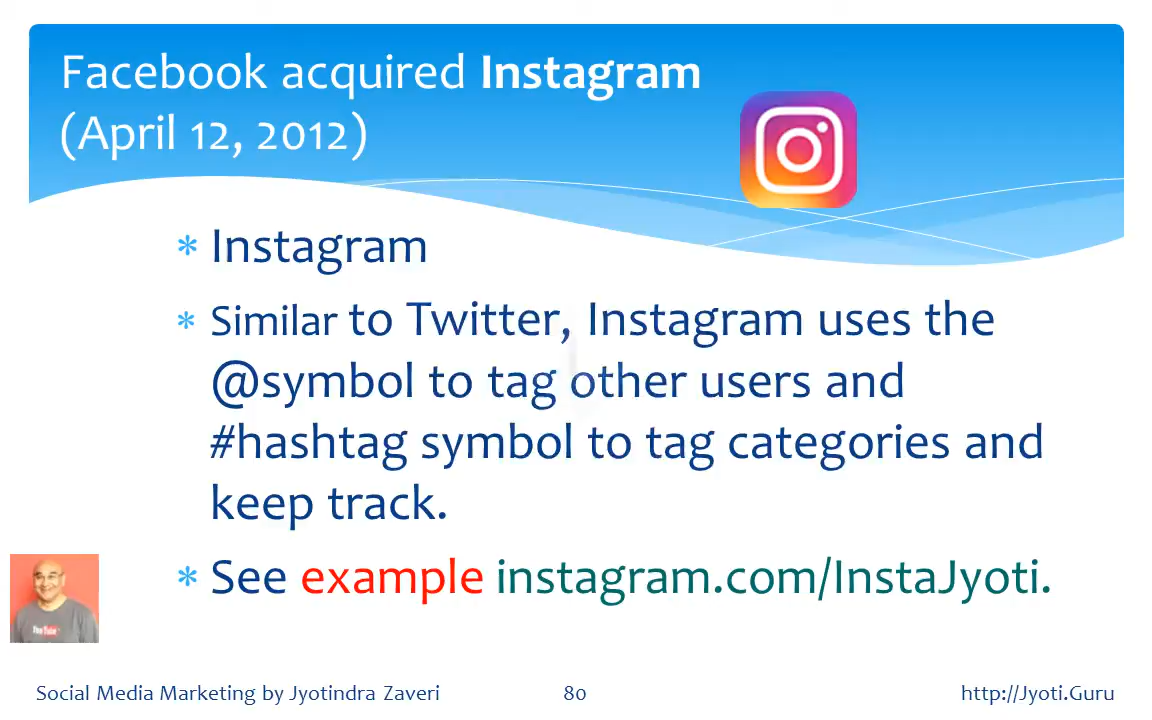 Facebook acquired Instagram
(April 12, 2012)
* Instagram
* Similar to Twitter, Instagram uses the
@symbol to tag other users and
#hashtag symbol to tag categories and
keep track.
* See example instagram.com/InstaJyoti.
YouTube
Social Media Marketing by Jyotindra Zaveri
80
http://Jyoti.Guru